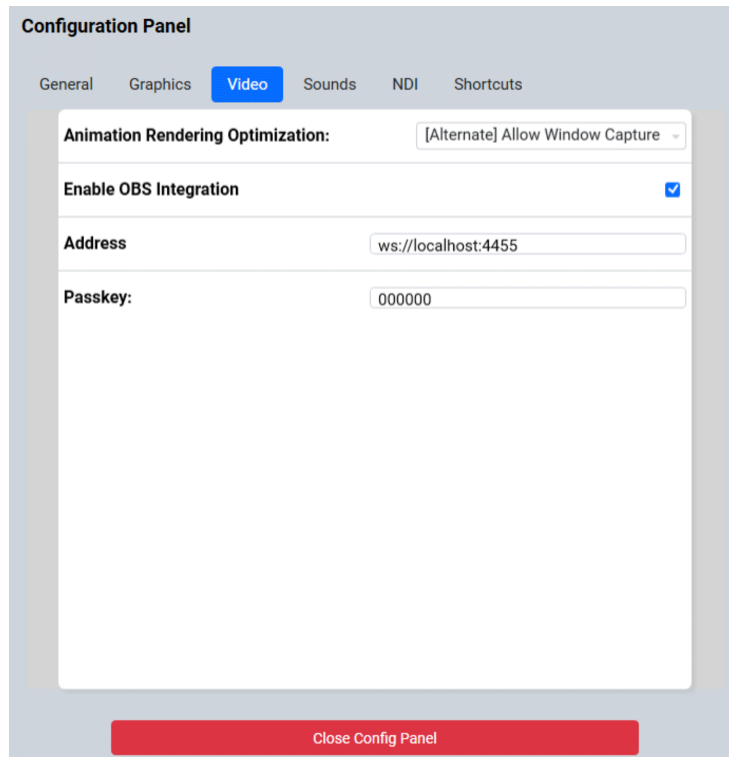 Configuration Panel
General Graphics Video Sounds NDI Shortcuts
Animation Rendering Optimization: [Alternate] Allow Window Capture
Enable OBS Integration
Address ws://localhost:4455
Passkey: 000000
Close Config Panel